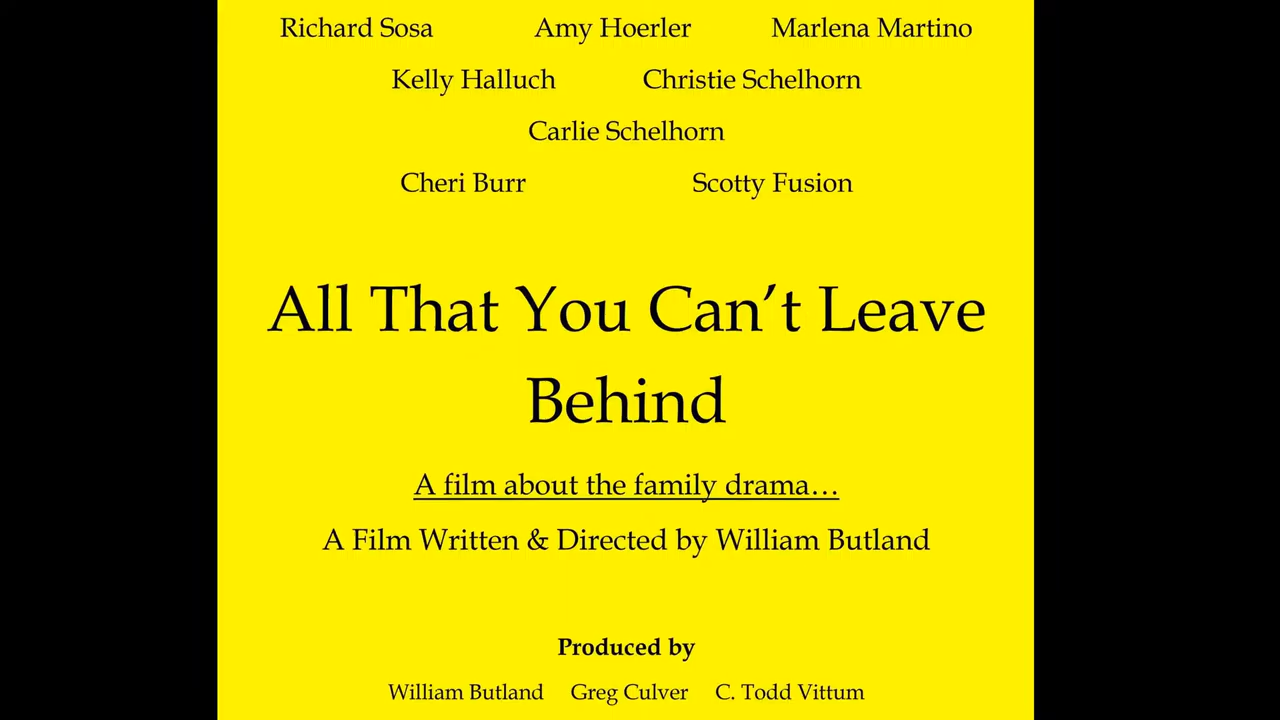 Richard Sosa Amy Hoerler Marlena Martino
Kelly Halluch Christie Schelhorn
Carlie Schelhorn
Cheri Burr Scotty Fusion
All That You Can’t Leave
Behind
A film about the family drama…
A Film Written & Directed by William Butland
Produced by
William Butland Greg Culver C. Todd Vittum